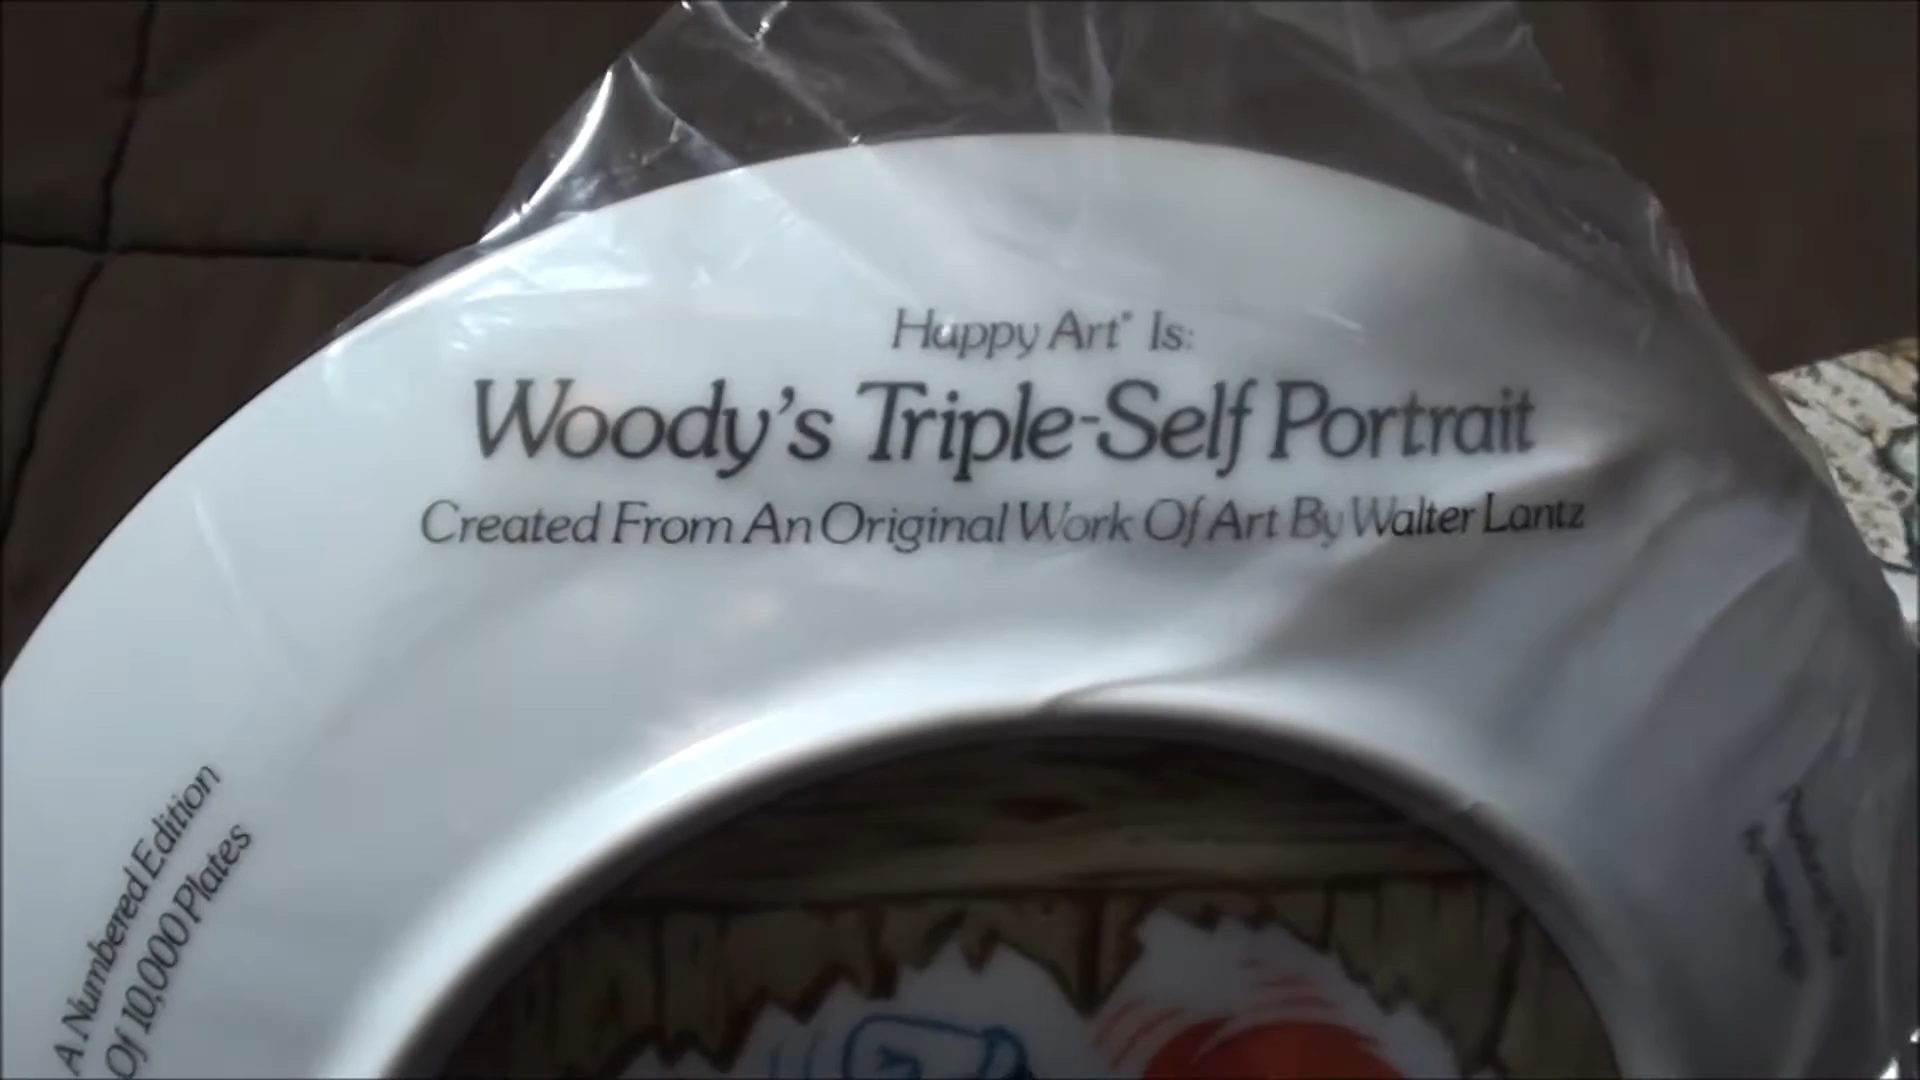 Happy Art® Is:
Woody's Triple-Self Portrait
Created From An Original Work Of Art By Walter Lantz
A Numbered Edition
Of 10,000 Plates